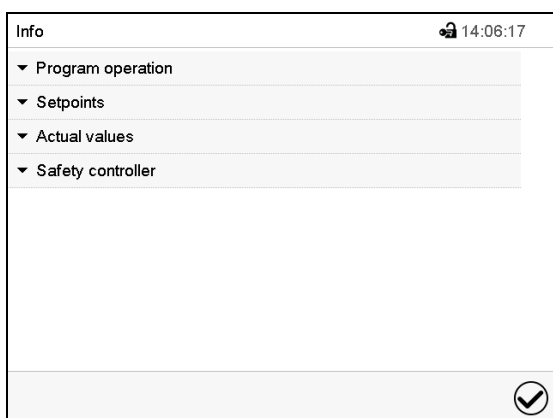 Info 14:06:17
Program operation
Setpoints
Actual values
Safety controller